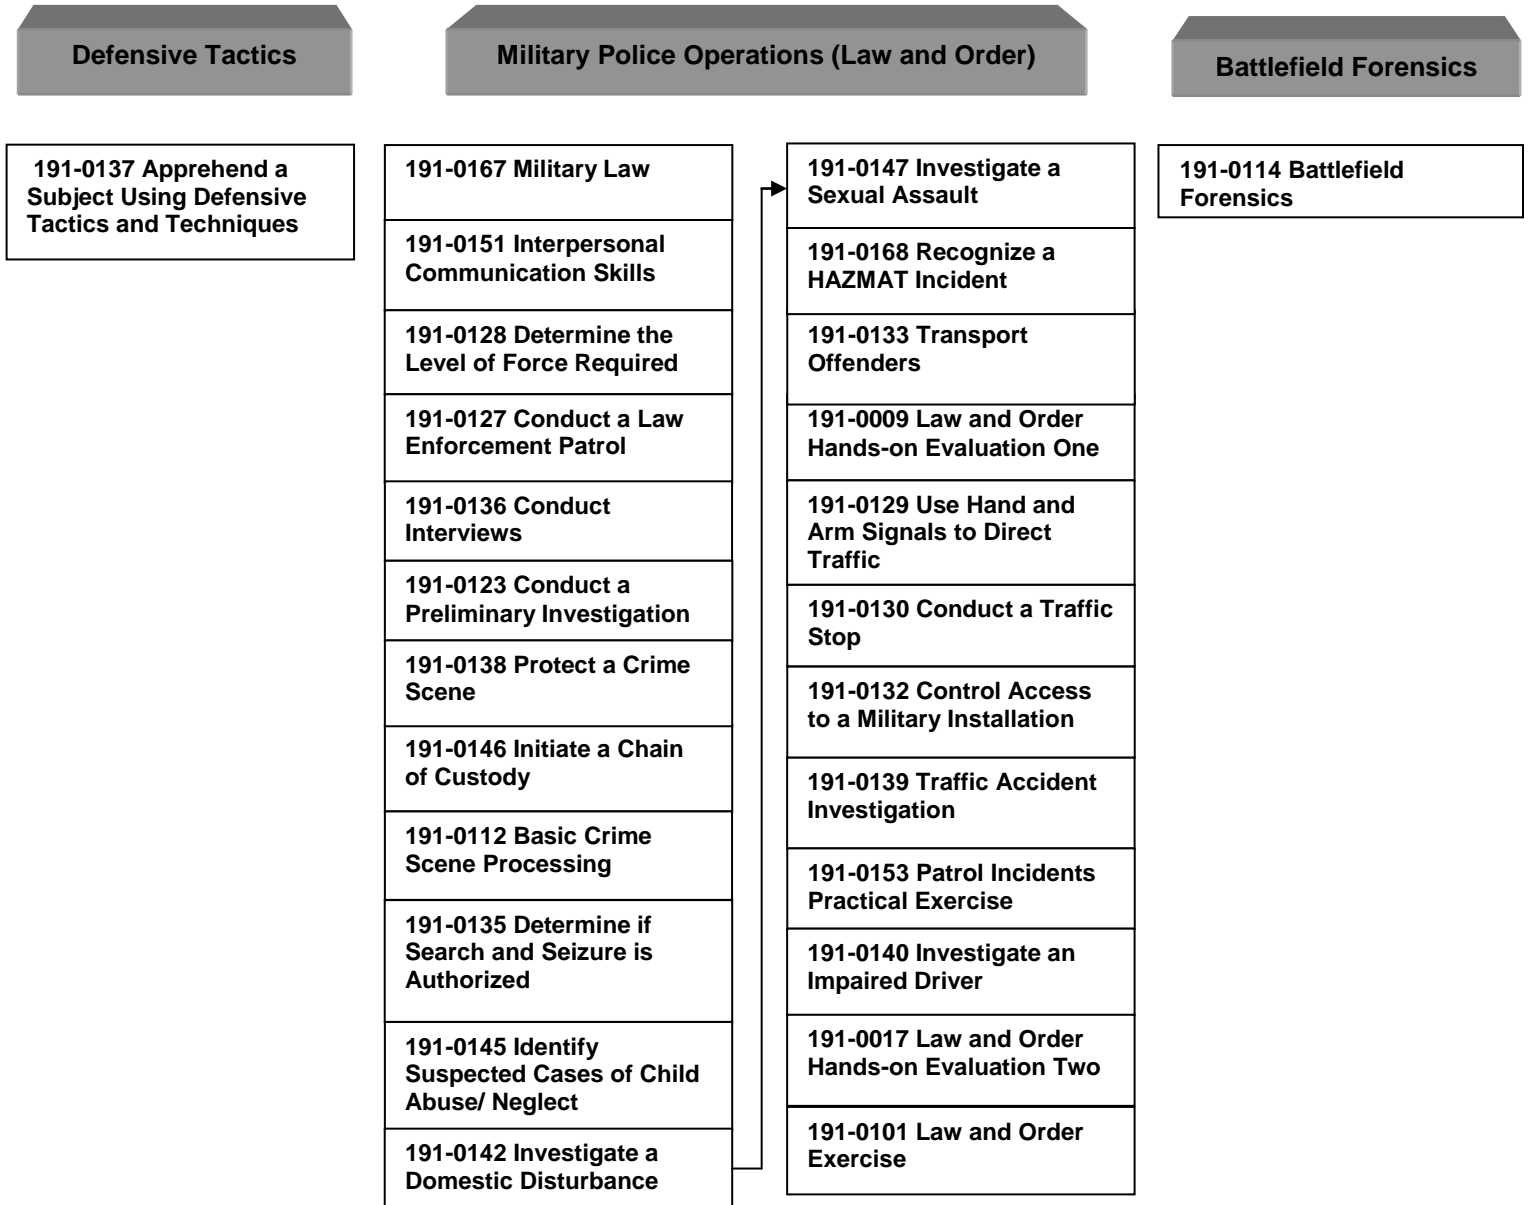 Defensive Tactics
Military Police Operations (Law and Order)
Battlefield Forensics
191-0137 Apprehend a
Subject Using Defensive
Tactics and Techniques
191-0167 Military Law
191-0151 Interpersonal
Communication Skills
191-0128 Determine the
Level of Force Required
191-0127 Conduct a Law
Enforcement Patrol
191-0136 Conduct
Interviews
191-0123 Conduct a
Preliminary Investigation
191-0138 Protect a Crime
Scene
191-0146 Initiate a Chain
of Custody
191-0112 Basic Crime
Scene Processing
191-0135 Determine if
Search and Seizure is
Authorized
191-0145 Identify
Suspected Cases of Child
Abuse/ Neglect
191-0142 Investigate a
Domestic Disturbance
191-0147 Investigate a
Sexual Assault
191-0168 Recognize a
HAZMAT Incident
191-0133 Transport
Offenders
191-0009 Law and Order
Hands-on Evaluation One
191-0129 Use Hand and
Arm Signals to Direct
Traffic
191-0130 Conduct a Traffic
Stop
191-0132 Control Access
to a Military Installation
191-0139 Traffic Accident
Investigation
191-0153 Patrol Incidents
Practical Exercise
191-0140 Investigate an
Impaired Driver
191-0017 Law and Order
Hands-on Evaluation Two
191-0101 Law and Order
Exercise
191-0114 Battlefield
Forensics